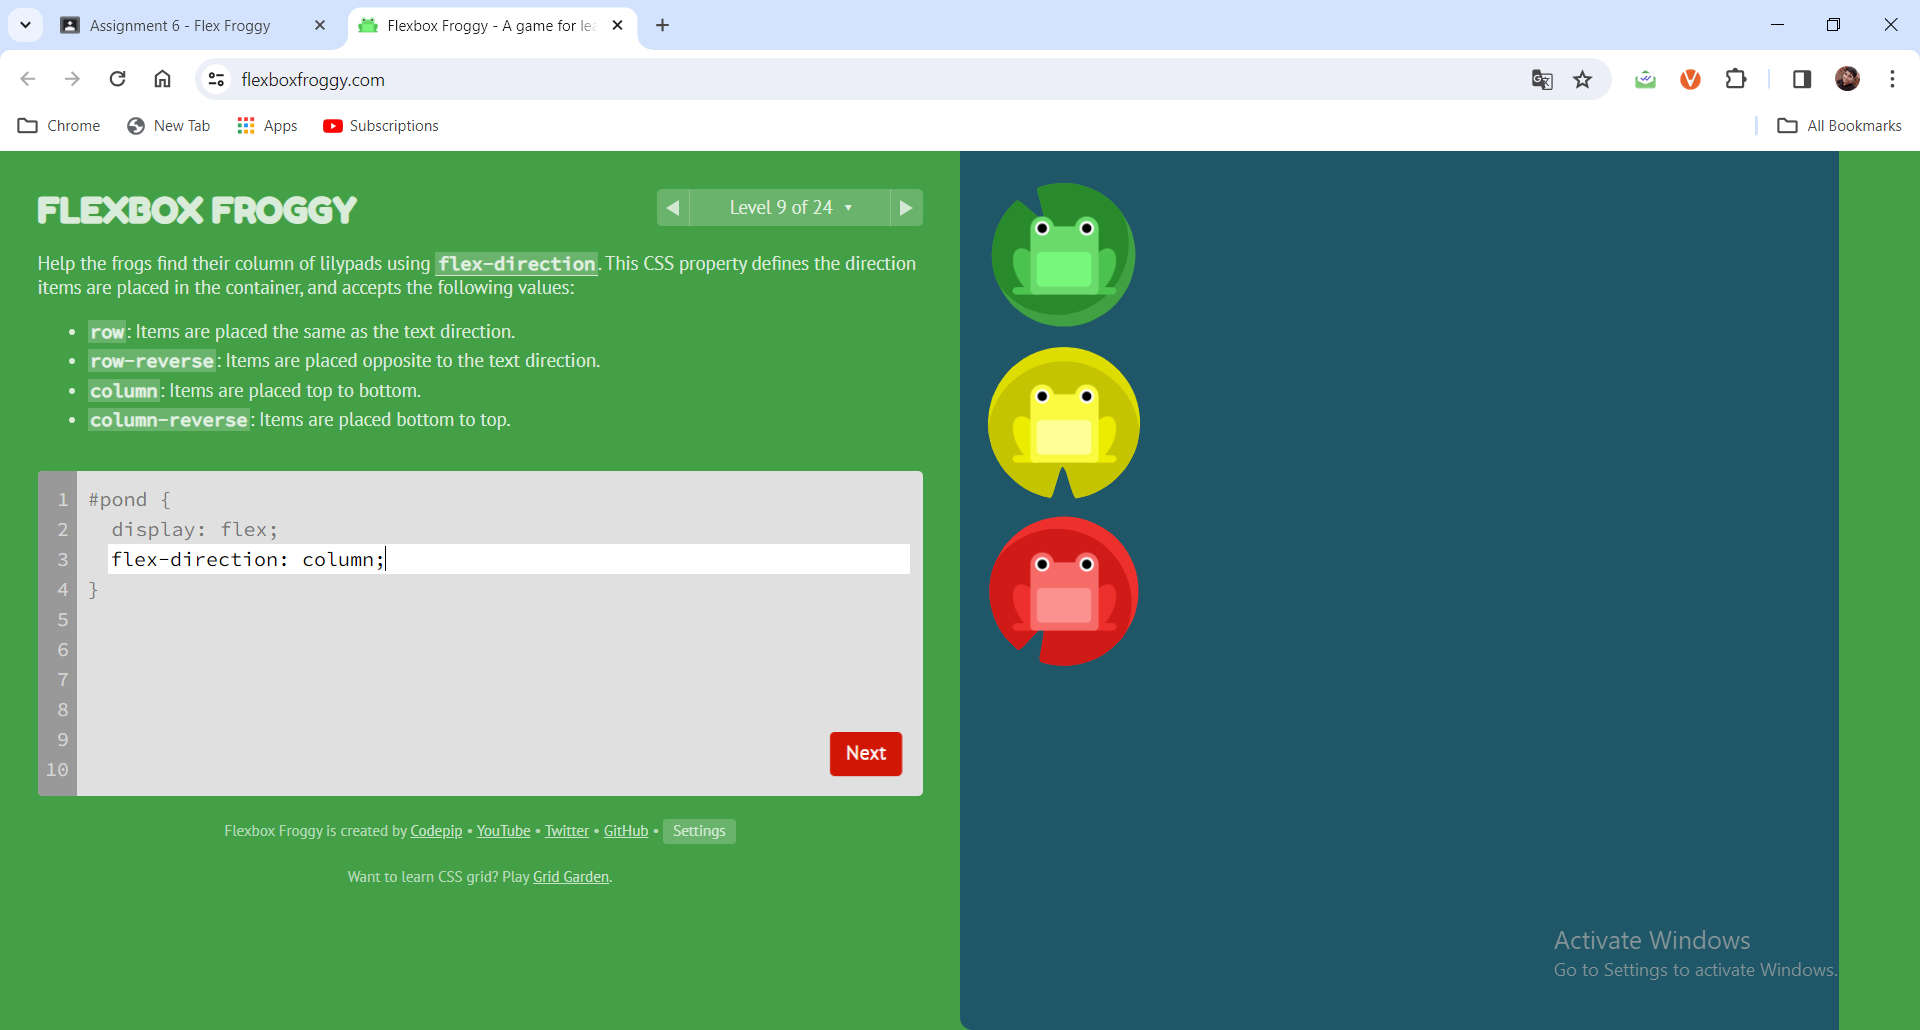 Assignment 6 - Flex Froggy
Flexbox Froggy - A game for lea
flexboxfroggy.com
Chrome
New Tab
Apps
Subscriptions
All Bookmarks
FLEXBOX FROGGY
Level 9 of 24
Help the frogs find their column of lilypads using flex-direction. This CSS property defines the direction
items are placed in the container, and accepts the following values:
• row: Items are placed the same as the text direction.
• row-reverse: Items are placed opposite to the text direction.
• column: Items are placed top to bottom.
• column-reverse: Items are placed bottom to top.
1 #pond {
2 display: flex;
3 flex-direction: column;
4 }
5
6
7
8
9
10
Next
Flexbox Froggy is created by Codepip • YouTube • Twitter • GitHub • Settings
Want to learn CSS grid? Play Grid Garden.
Activate Windows
Go to Settings to activate Windows.